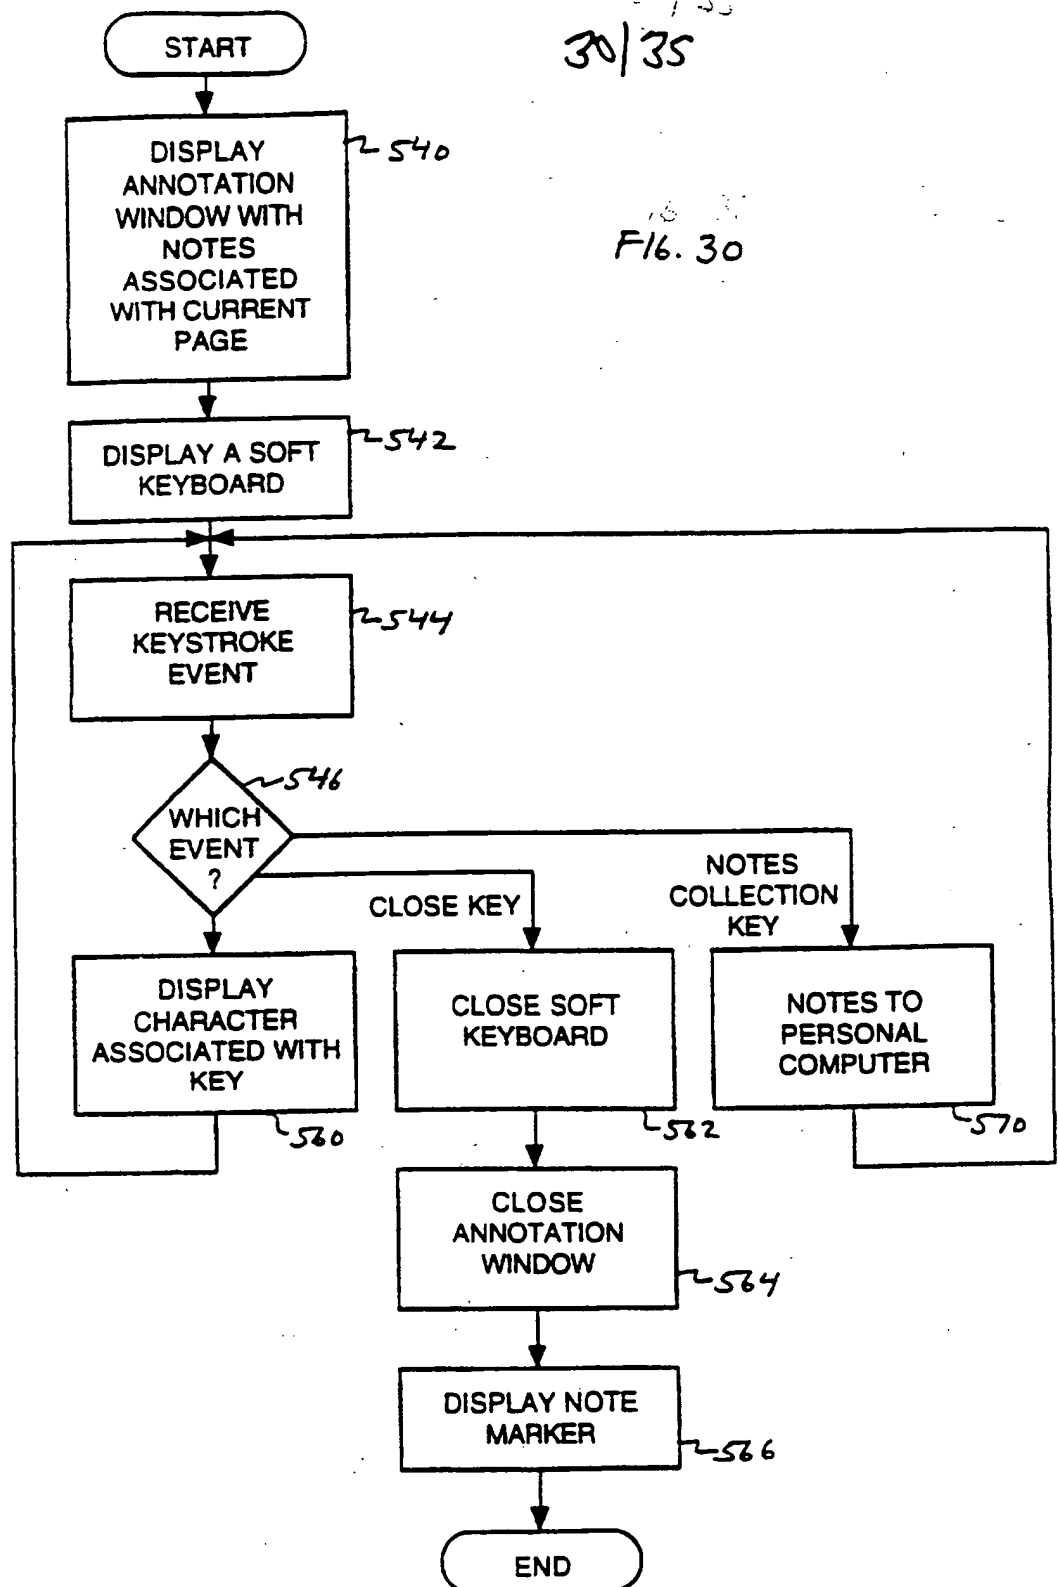 START
30/35
DISPLAY
ANNOTATION
WINDOW WITH
NOTES
ASSOCIATED
WITH CURRENT
PAGE
540
FIG. 30
DISPLAY A SOFT
KEYBOARD
542
RECEIVE
KEYSTROKE
EVENT
544
WHICH
EVENT
?
546
CLOSE KEY
NOTES
COLLECTION
KEY
DISPLAY
CHARACTER
ASSOCIATED WITH
KEY
560
CLOSE SOFT
KEYBOARD
562
NOTES TO
PERSONAL
COMPUTER
570
CLOSE
ANNOTATION
WINDOW
564
DISPLAY NOTE
MARKER
566
END